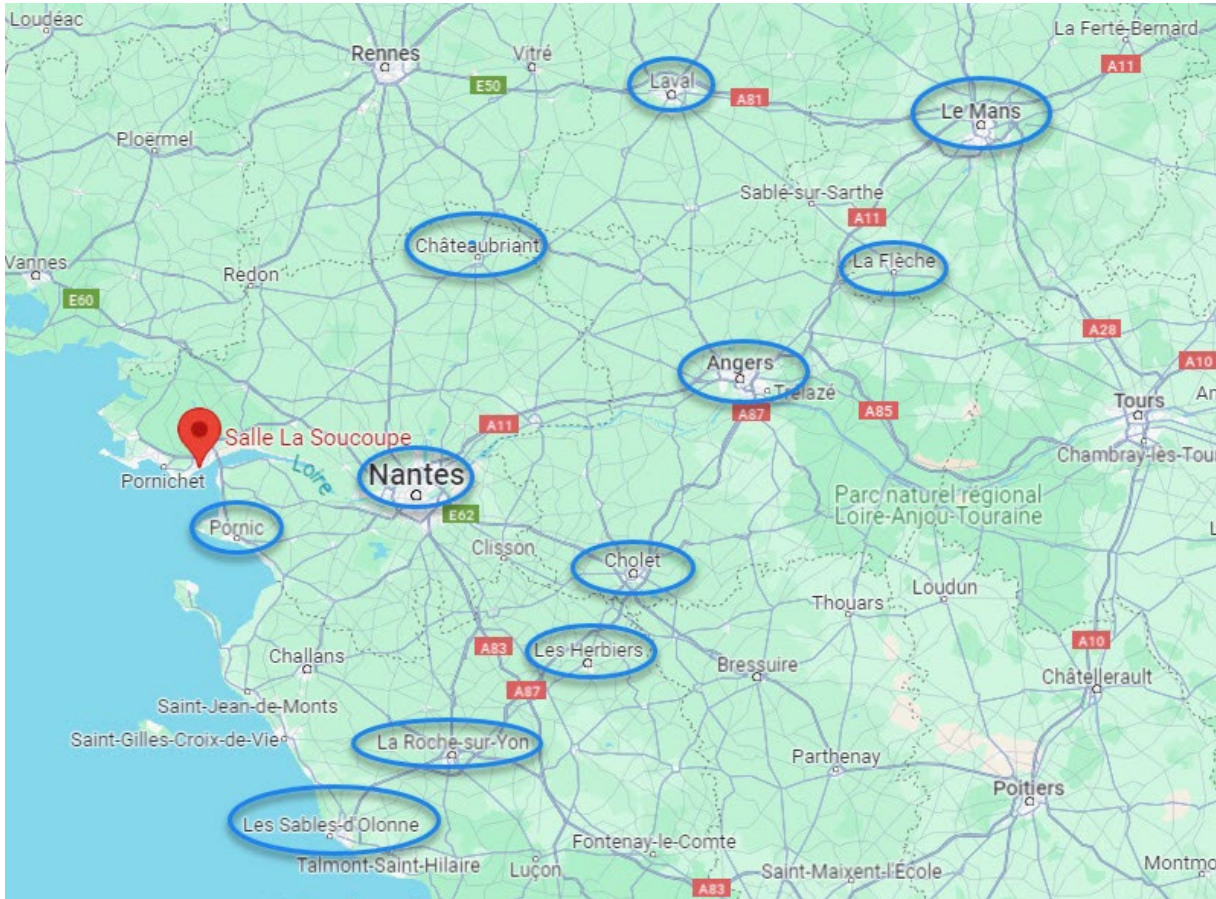 Loudéac
La Ferté-Bernard
Rennes
Vitré
A11
Laval
E50
A81
Le Mans
Ploërmel
Sablé-sur-Sarthe
A11
Châteaubriant
Vannes
Redon
La Flèche
E60
A28
Angers
A10
Trélazé
Tours
A87
A85
A11
Salle La Soucoupe
Chambray-lès-Tour
Pornichet
Loire
Nantes
Parc naturel régional
Loire-Anjou-Touraine
E62
Pornic
Clisson
Cholet
Loudun
Thouars
A83
Les Herbiers
A10
Challans
Bressuire
A87
Châtellerault
Saint-Jean-de-Monts
Saint-Gilles-Croix-de-Vie
La Roche-sur-Yon
Parthenay
Poitiers
Les Sables-d'Olonne
Fontenay-le-Comte
Talmont-Saint-Hilaire
Luçon
Saint-Maixent-l'École
Montmo
A83